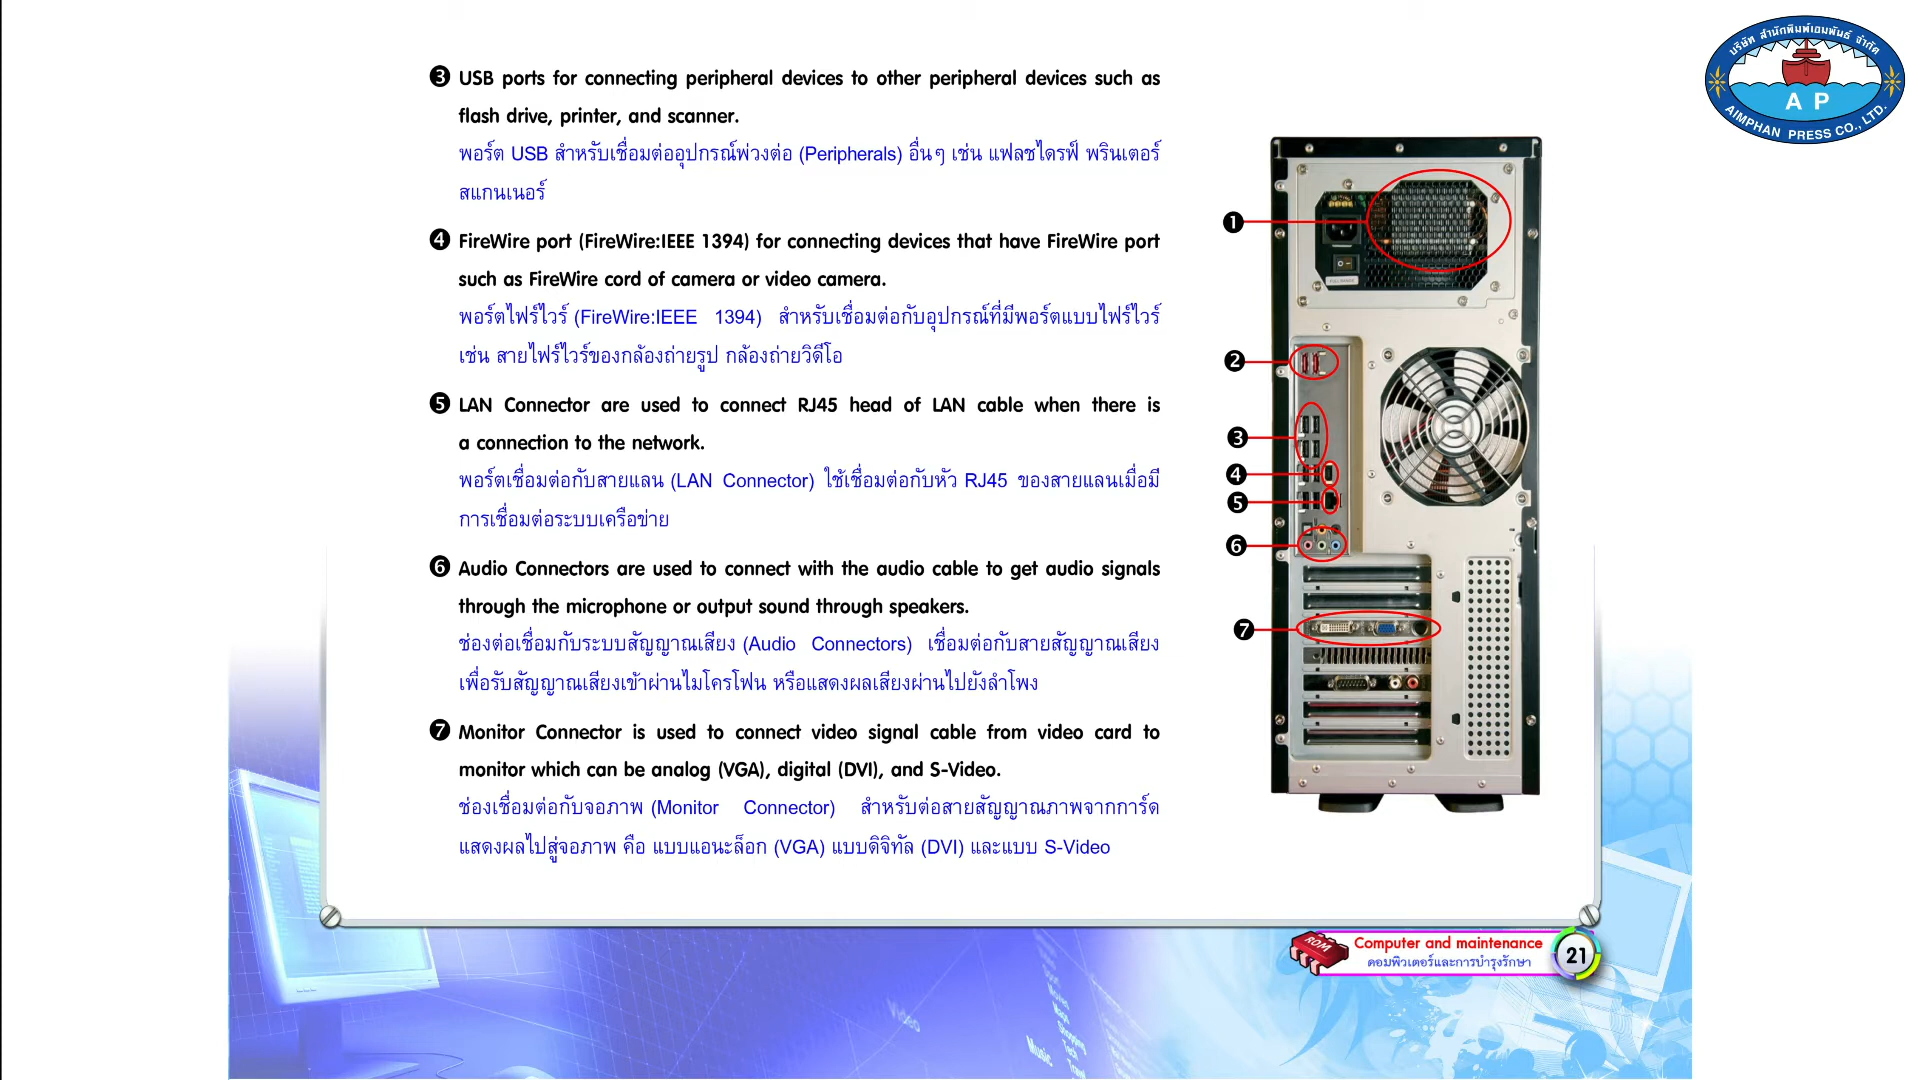 บริษัท สำนักพิมพ์เอมพันธ์ จำกัด
A P
AIMPHAN PRESS CO., LTD.
❸ USB ports for connecting peripheral devices to other peripheral devices such as
flash drive, printer, and scanner.
พอร์ต USB สำหรับเชื่อมต่ออุปกรณ์พ่วงต่อ (Peripherals) อื่นๆ เช่น แฟลชไดรฟ์ พรินเตอร์
สแกนเนอร์
❹ FireWire port (FireWire:IEEE 1394) for connecting devices that have FireWire port
such as FireWire cord of camera or video camera.
พอร์ตไฟร์ไวร์ (FireWire:IEEE 1394) สำหรับเชื่อมต่อกับอุปกรณ์ที่มีพอร์ตแบบไฟร์ไวร์
เช่น สายไฟร์ไวร์ของกล้องถ่ายรูป กล้องถ่ายวิดีโอ
❺ LAN Connector are used to connect RJ45 head of LAN cable when there is
a connection to the network.
พอร์ตเชื่อมต่อกับสายแลน (LAN Connector) ใช้เชื่อมต่อกับหัว RJ45 ของสายแลนเมื่อมี
การเชื่อมต่อระบบเครือข่าย
❻ Audio Connectors are used to connect with the audio cable to get audio signals
through the microphone or output sound through speakers.
ช่องต่อเชื่อมกับระบบสัญญาณเสียง (Audio Connectors) เชื่อมต่อกับสายสัญญาณเสียง
เพื่อรับสัญญาณเสียงเข้าผ่านไมโครโฟน หรือแสดงผลเสียงผ่านไปยังลำโพง
❼ Monitor Connector is used to connect video signal cable from video card to
monitor which can be analog (VGA), digital (DVI), and S-Video.
ช่องเชื่อมต่อกับจอภาพ (Monitor Connector) สำหรับต่อสายสัญญาณภาพจากการ์ด
แสดงผลไปสู่จอภาพ คือ แบบแอนะล็อก (VGA) แบบดิจิทัล (DVI) และแบบ S-Video
❶
❷
❸
❹
❺
❻
❼
ROM
Computer and maintenance
คอมพิวเตอร์และการบำรุงรักษา
21
Video
Music